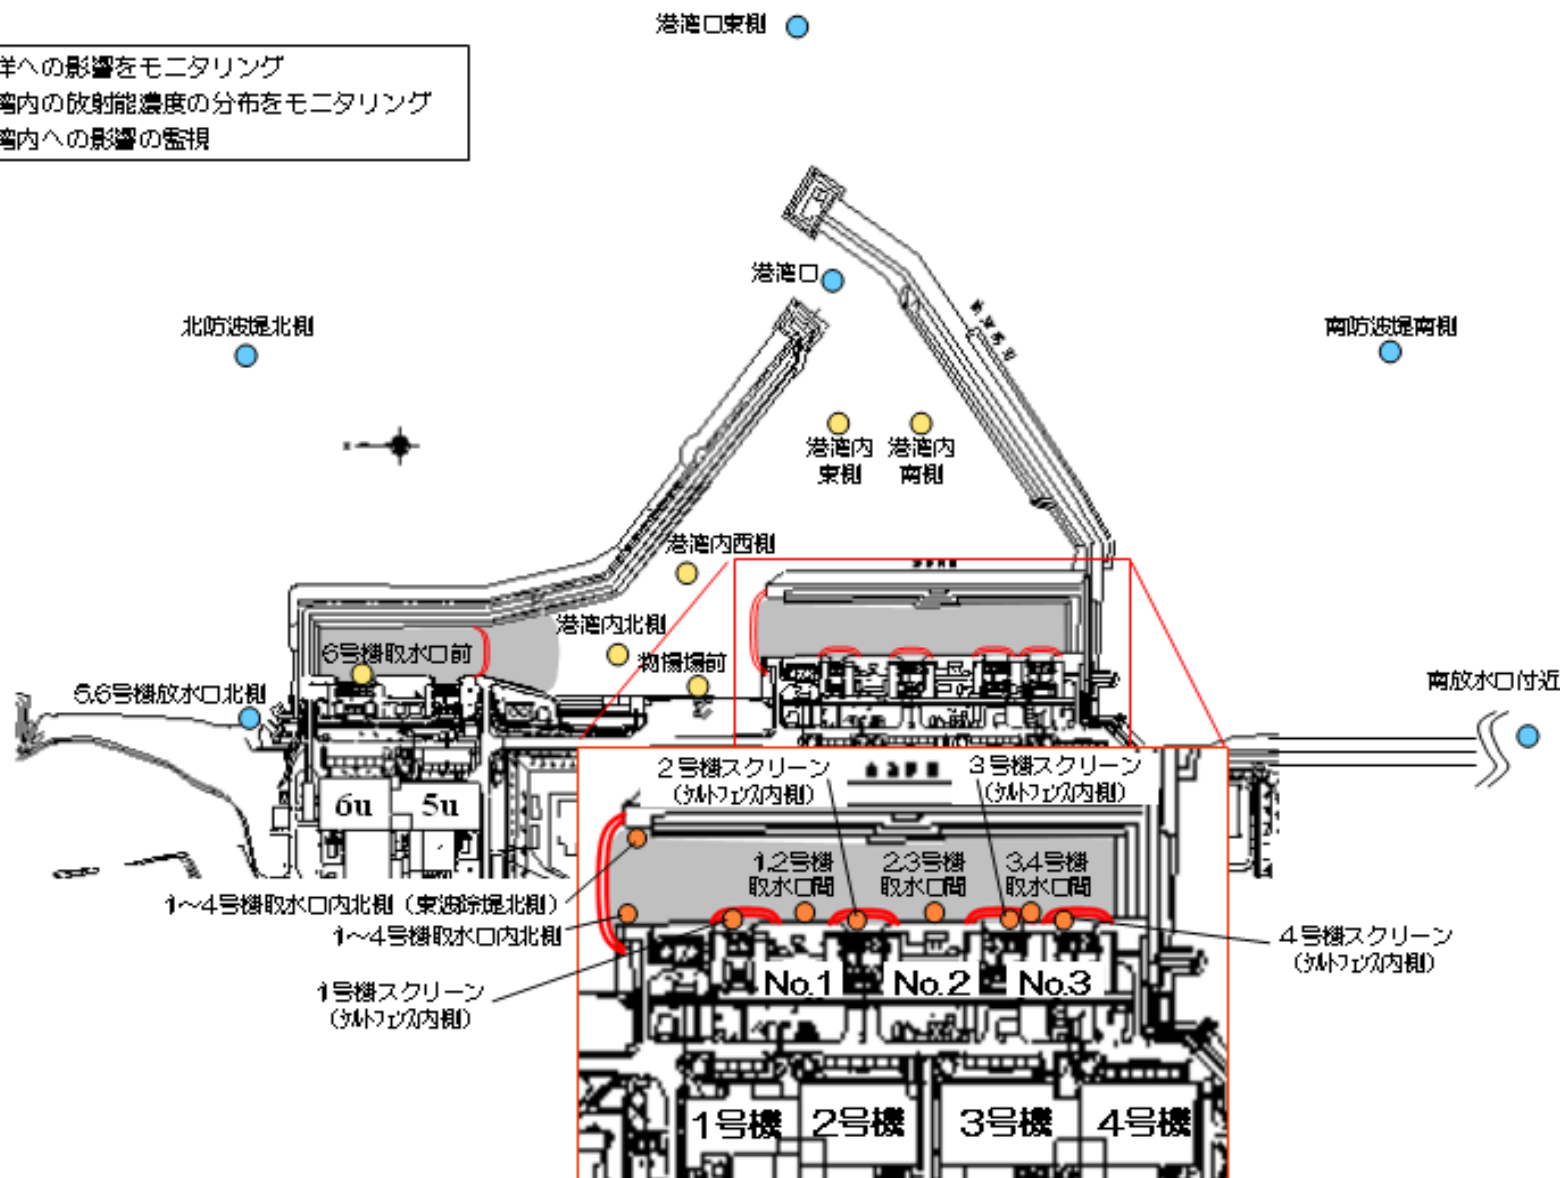 港湾口東側
洋への影響をモニタリング
湾内の放射能濃度の分布をモニタリング
湾内への影響の監視
港湾口
北防波堤北側
南防波堤南側
港湾内
東側
港湾内
南側
港湾内西側
港湾内北側
物揚場前
6号機取水口前
5,6号機放水口北側
南放水口付近
6u
5u
2号機スクリーン
(シルトフェンス内側)
3号機スクリーン
(シルトフェンス内側)
1,2号機
取水口間
2,3号機
取水口間
3,4号機
取水口間
1〜4号機取水口内北側（東波除堤北側）
1〜4号機取水口内北側
4号機スクリーン
(シルトフェンス内側)
1号機スクリーン
(シルトフェンス内側)
No.1
No.2
No.3
1号機
2号機
3号機
4号機